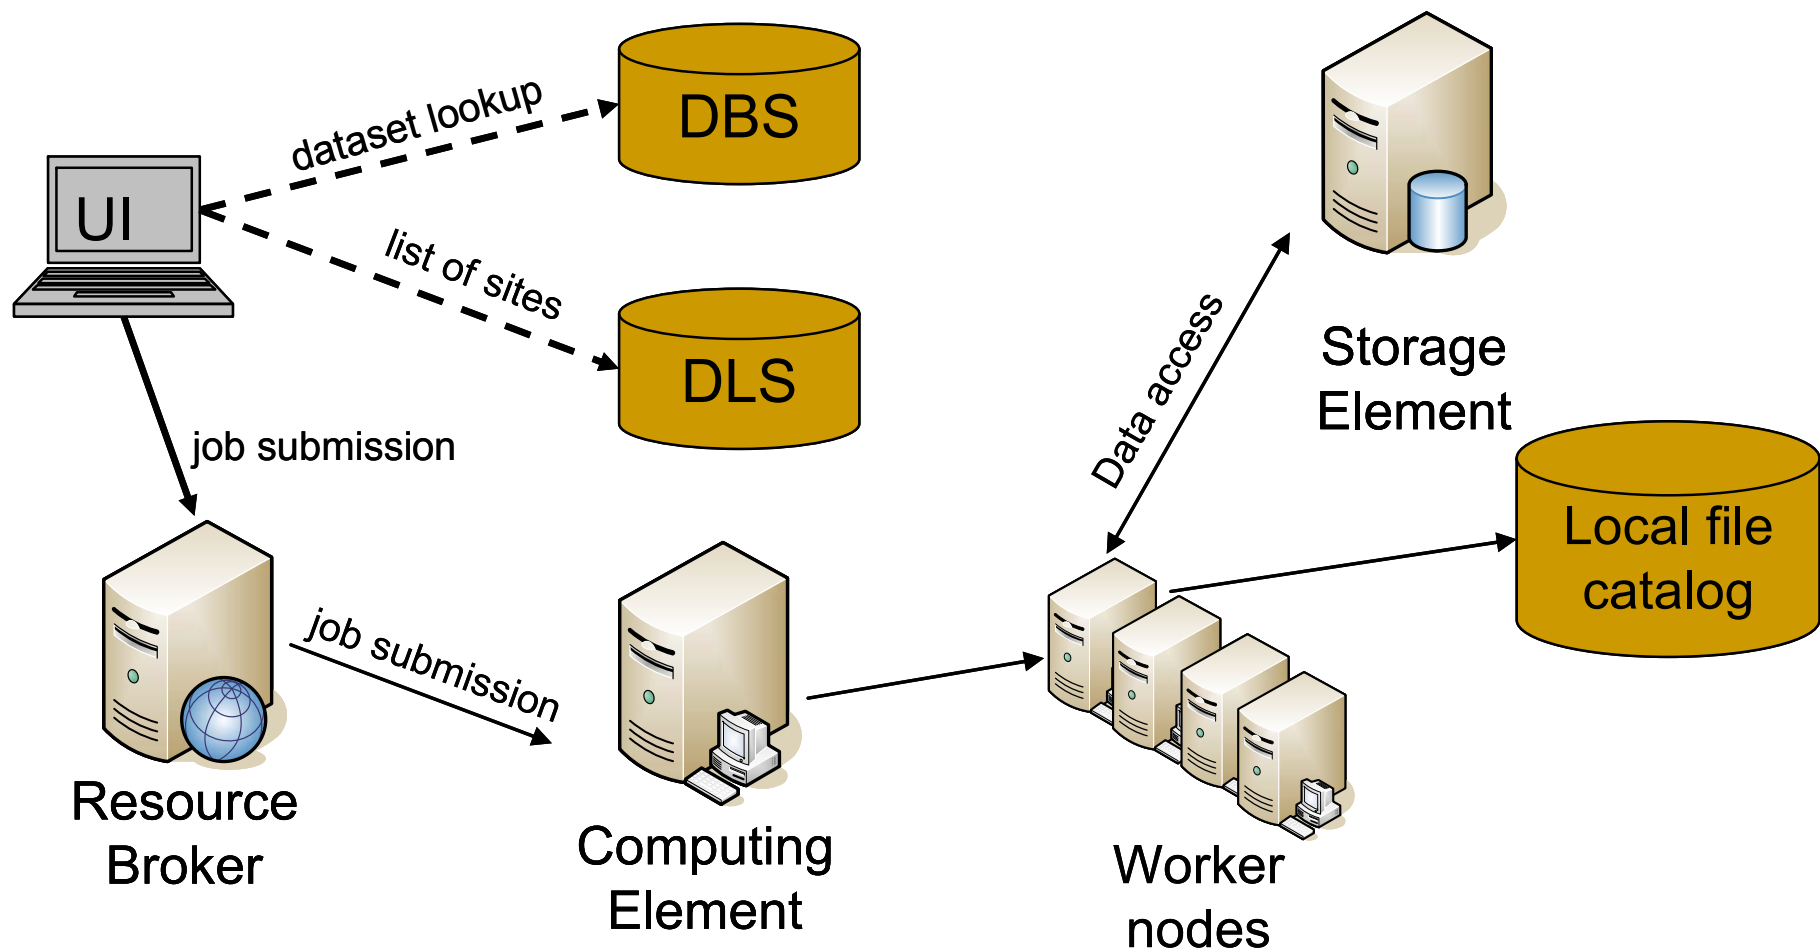 dataset lookup
DBS
UI
list of sites
DLS
Data access
Storage
Element
job submission
Local file
catalog
job submission
Resource
Broker
Computing
Element
Worker
nodes